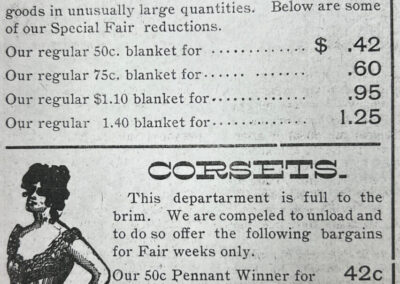 goods in unusually large quantities. Below are some
of our Special Fair reductions.
Our regular 50c. blanket for ............ $ .42
Our regular 75c. blanket for............ .60
Our regular $1.10 blanket for........... .95
Our regular 1.40 blanket for........... 1.25
CORSETS.
This departarment is full to the
brim. We are compeled to unload and
to do so offer the following bargains
for Fair weeks only.
Our 50c Pennant Winner for 42c